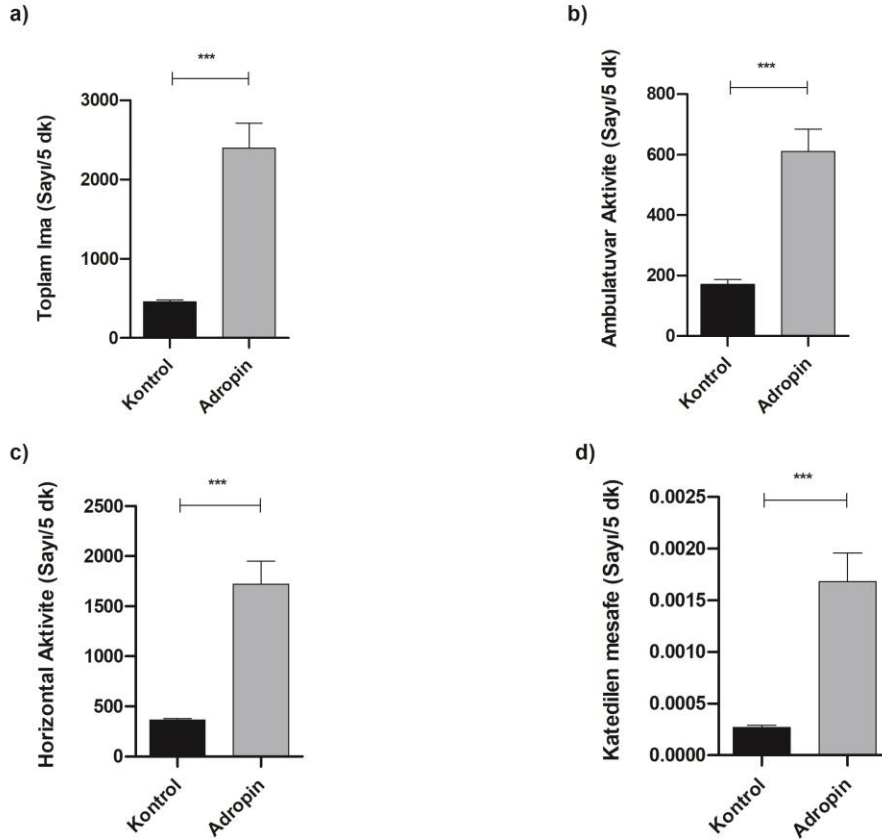 a)
***
Toplam Ima (Sayı/5 dk)
3000
2000
1000
0
Kontrol
Adropin
b)
***
Ambulatuvar Aktivite (Sayı/5 dk)
800
600
400
200
0
Kontrol
Adropin
c)
***
Horizontal Aktivite (Sayı/5 dk)
2500
2000
1500
1000
500
0
Kontrol
Adropin
d)
***
Katedilen mesafe (Sayı/5 dk)
0.0025
0.0020
0.0015
0.0010
0.0005
0.0000
Kontrol
Adropin